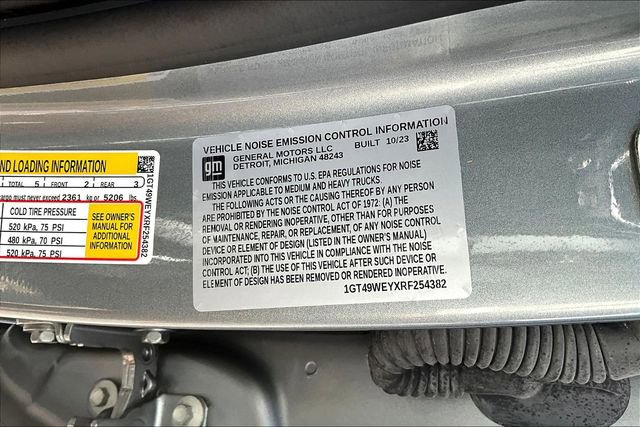 ND LOADING INFORMATION
TOTAL 5 FRONT 2 REAR 3
cargo must never exceed 2361 kg or 5206 lbs.
COLD TIRE PRESSURE
520 kPa, 75 PSI
480 kPa, 70 PSI
520 kPa, 75 PSI
SEE OWNER'S
MANUAL FOR
ADDITIONAL
INFORMATION
1GT49WEYXRF254382
VEHICLE NOISE EMISSION CONTROL INFORMATION
gm
GENERAL MOTORS LLC BUILT 10/23
DETROIT, MICHIGAN 48243
THIS VEHICLE CONFORMS TO U.S. EPA REGULATIONS FOR NOISE
EMISSION APPLICABLE TO MEDIUM AND HEAVY TRUCKS.
THE FOLLOWING ACTS OR THE CAUSING THEREOF BY ANY PERSON
ARE PROHIBITED BY THE NOISE CONTROL ACT OF 1972: (A) THE
REMOVAL OR RENDERING INOPERATIVE, OTHER THAN FOR PURPOSES
OF MAINTENANCE, REPAIR, OR REPLACEMENT, OF ANY NOISE CONTROL
DEVICE OR ELEMENT OF DESIGN (LISTED IN THE OWNER'S MANUAL)
INCORPORATED INTO THIS VEHICLE IN COMPLIANCE WITH THE NOISE
CONTROL ACT; (B) THE USE OF THIS VEHICLE AFTER SUCH DEVICE OR
ELEMENT OF DESIGN HAS BEEN REMOVED OR RENDERED INOPERATIVE.
1GT49WEYXRF254382